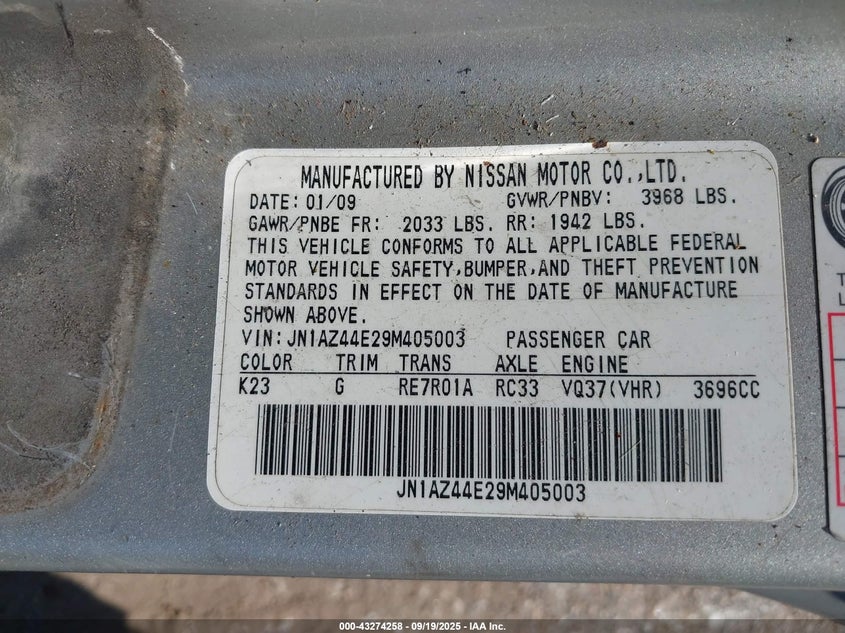 MANUFACTURED BY NISSAN MOTOR CO.,LTD.
DATE: 01/09 GVWR/PNBV: 3968 LBS.
GAWR/PNBE FR: 2033 LBS. RR: 1942 LBS.
THIS VEHICLE CONFORMS TO ALL APPLICABLE FEDERAL
MOTOR VEHICLE SAFETY,BUMPER,AND THEFT PREVENTION
STANDARDS IN EFFECT ON THE DATE OF MANUFACTURE
SHOWN ABOVE.
VIN:JN1AZ44E29M405003 PASSENGER CAR
COLOR TRIM TRANS AXLE ENGINE
K23 G RE7R01A RC33 VQ37(VHR) 3696CC
JN1AZ44E29M405003
000-43274258 - 09/19/2025 - IAA, Inc.